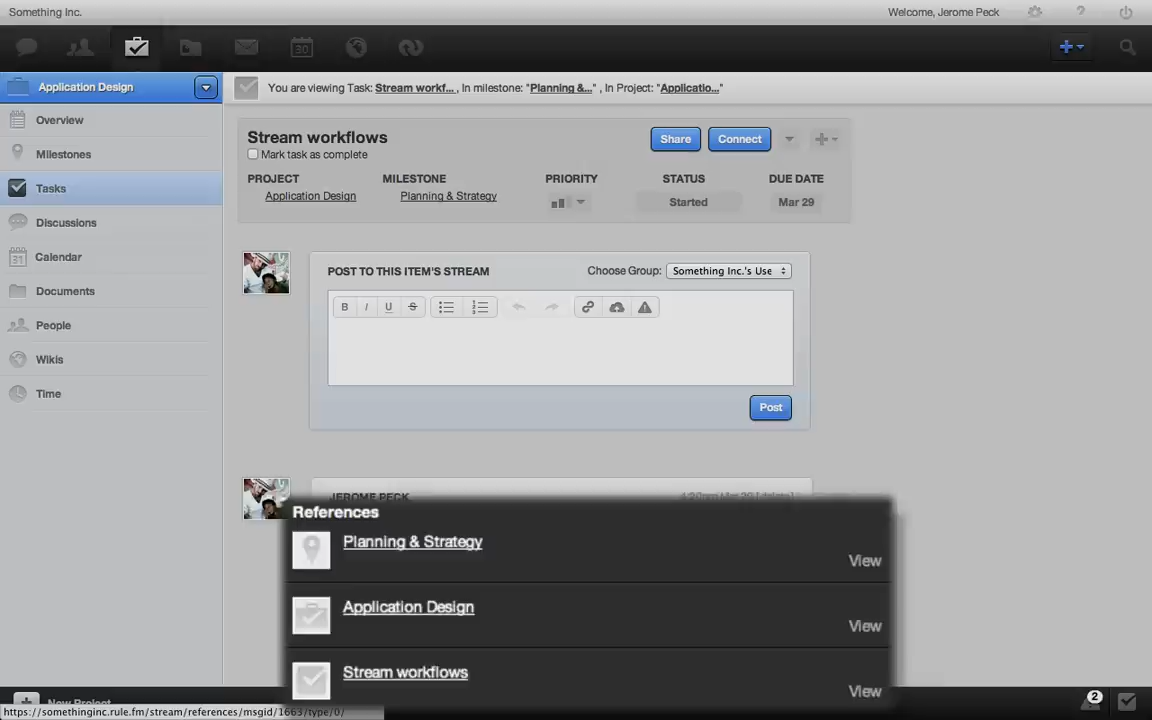 Something Inc.
Welcome, Jerome Peck
?
30
Application Design
You are viewing Task: Stream workf... , In milestone: "Planning &..." , In Project: "Applicatio..."
Overview
Milestones
Tasks
Discussions
31 Calendar
Documents
People
Wikis
Time
Stream workflows
Share
Connect
Mark task as complete
PROJECT
MILESTONE
PRIORITY
STATUS
DUE DATE
Application Design
Planning & Strategy
Started
Mar 29
POST TO THIS ITEM'S STREAM
Choose Group:
Something Inc.'s Use
B I U S
Post
JEROME PECK
References
Planning & Strategy
View
Application Design
View
Stream workflows
View
New Project
2
https://somethinginc.rule.fm/stream/references/msgid/1663/type/0/